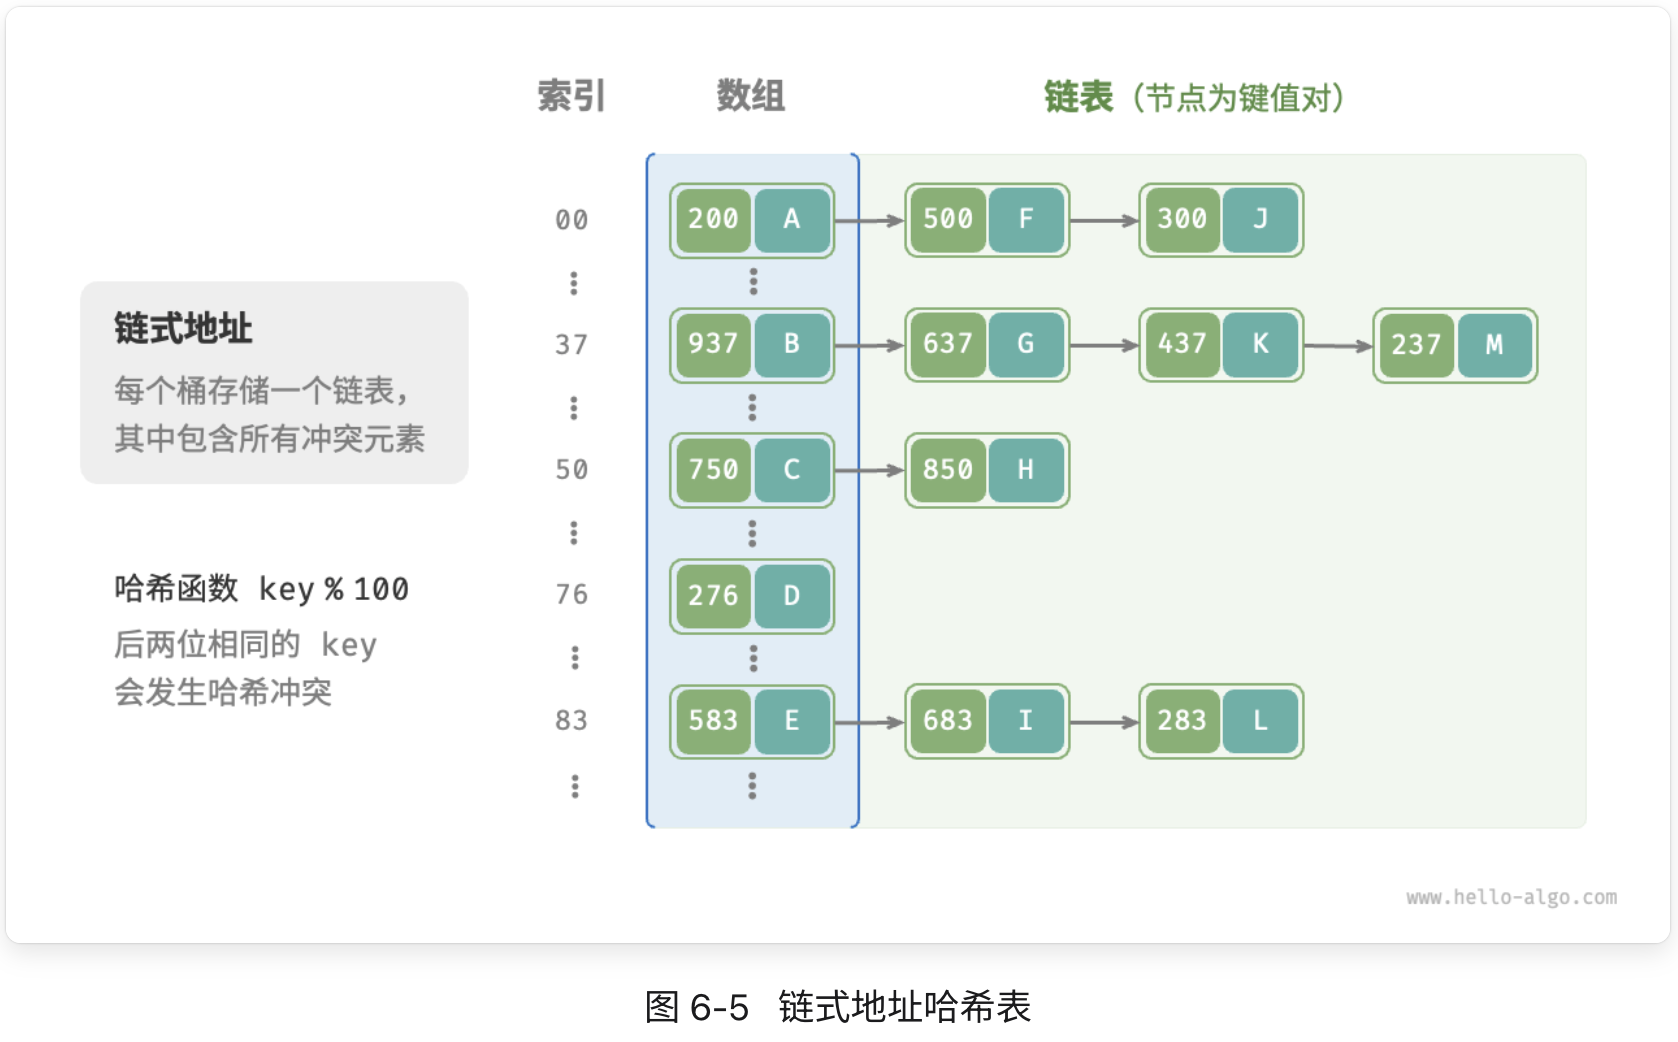 索引 数组 链表（节点为键值对）
00 200 A 500 F 300 J
链式地址
每个桶存储一个链表，
其中包含所有冲突元素
37 937 B 637 G 437 K 237 M
50 750 C 850 H
哈希函数 key % 100
后两位相同的 key
会发生哈希冲突
76 276 D
83 583 E 683 I 283 L
www.hello-algo.com
图 6-5 链式地址哈希表